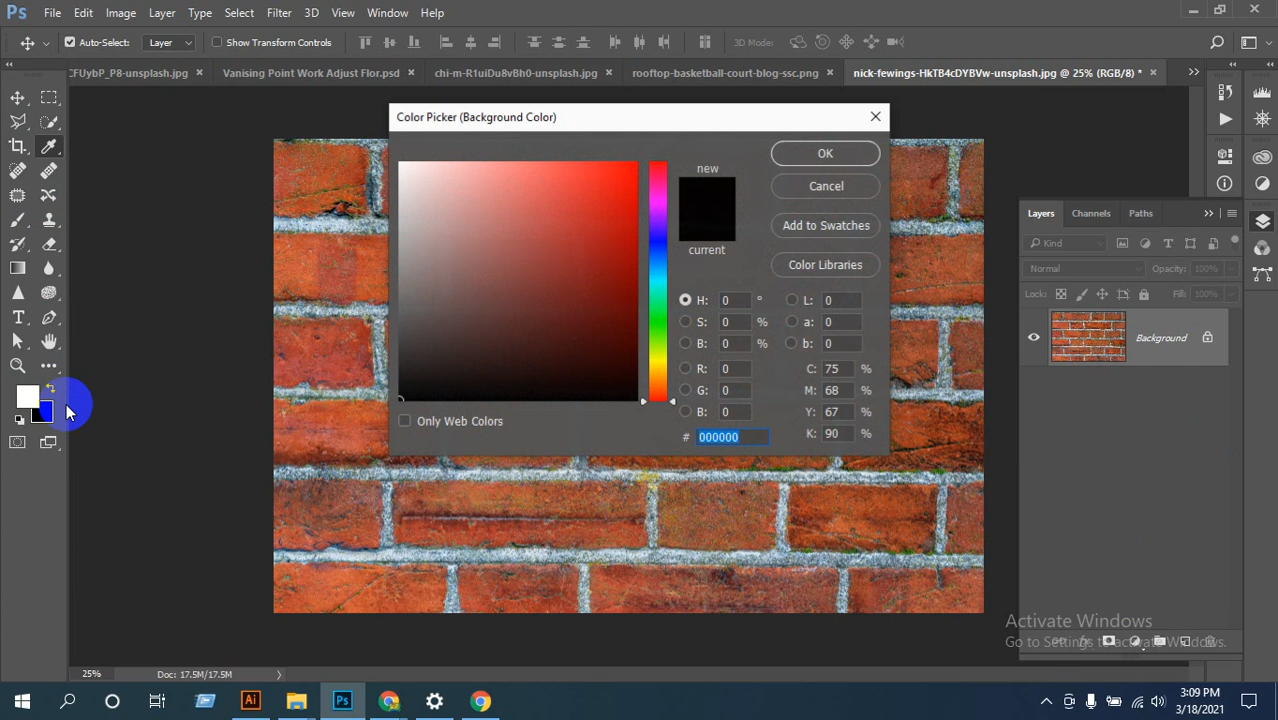 Ps File Edit Image Layer Type Select Filter 3D View Window Help
Auto-Select: Layer Show Transform Controls 3D Mode:
CFUybP_P8-unsplash.jpg × Vanising Point Work Adjust Flor.psd × chi-m-R1uiDu8vBh0-unsplash.jpg × rooftop-basketball-court-blog-ssc.png × nick-fewings-HkTB4cDYBVw-unsplash.jpg @ 25% (RGB/8) * ×
Color Picker (Background Color)
OK
new
Cancel
Add to Swatches
current
Color Libraries
H: 0 ° L: 0
S: 0 % a: 0
B: 0 % b: 0
R: 0 C: 75 %
G: 0 M: 68 %
B: 0 Y: 67 %
Only Web Colors
# 000000 K: 90 %
Layers Channels Paths
Kind
Normal Opacity: 100%
Lock: Fill: 100%
Background
Activate Windows
Go to Settings to activate Windows.
25% Doc: 17.5M/17.5M
Ai Ps
3:09 PM
3/18/2021